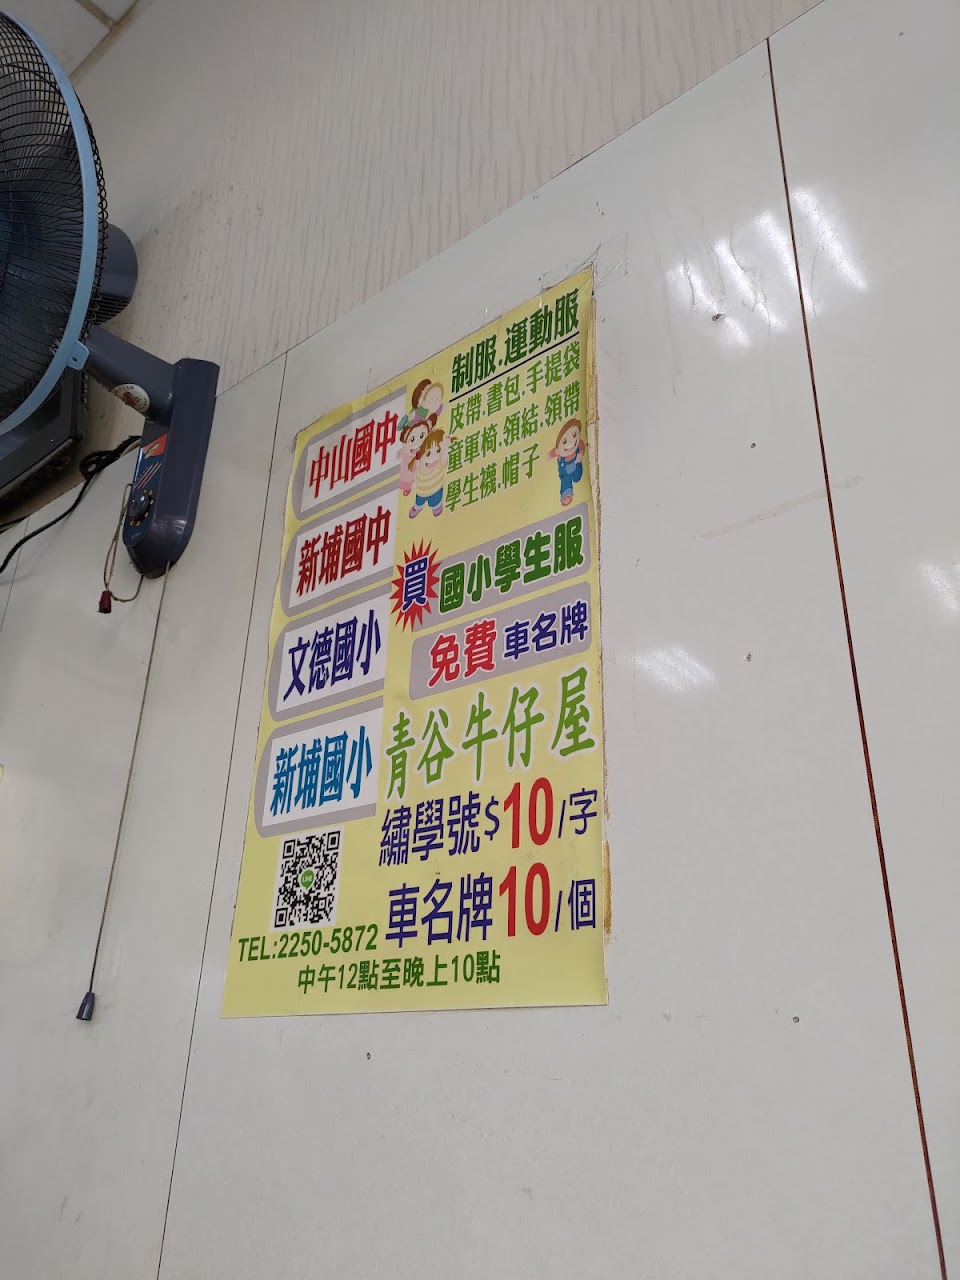 制服.運動服
皮帶.書包.手提袋
童軍椅.領結.領帶
學生襪.帽子
中山國中
新埔國中
文德國小
新埔國小
買
國小學生服
免費車名牌
青谷牛仔屋
繡學號$10/字
車名牌10/個
LINE
TEL:2250-5872
中午12點至晚上10點